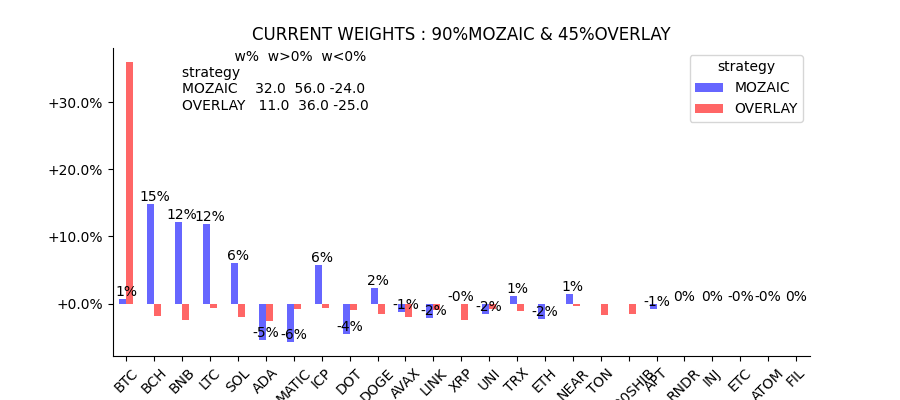 CURRENT WEIGHTS : 90%MOZAIC & 45%OVERLAY
w% w>0% w<0%
strategy
MOZAIC 32.0 56.0 -24.0
OVERLAY 11.0 36.0 -25.0
strategy
MOZAIC
OVERLAY
+30.0%
+20.0%
+10.0%
+0.0%
1% 15% 12% 12% 6% -5% -6% 6% -4% 2% -1% -2% -0% -2% 1% -2% 1% -1% 0% 0% -0% -0% 0%
BTC BCH BNB LTC SOL ADA MATIC ICP DOT DOGE AVAX LINK XRP UNI TRX ETH NEAR TON 0SHIB APT RNDR INJ ETC ATOM FIL